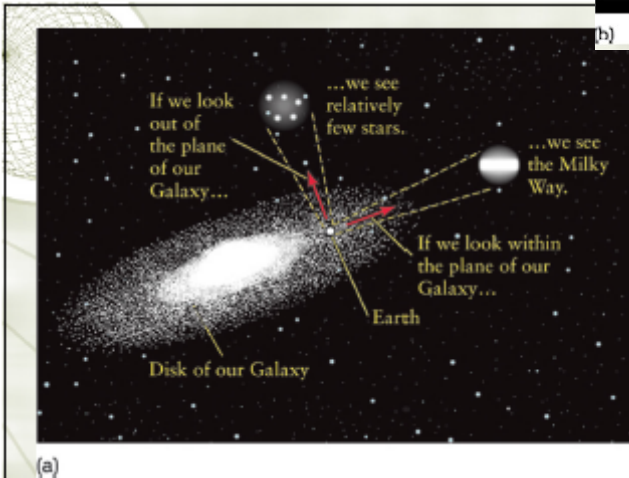 (b)
If we look
out of
the plane
of our
Galaxy...
...we see
relatively
few stars.
...we see
the Milky
Way.
If we look within
the plane of our
Galaxy...
Earth
Disk of our Galaxy
(a)